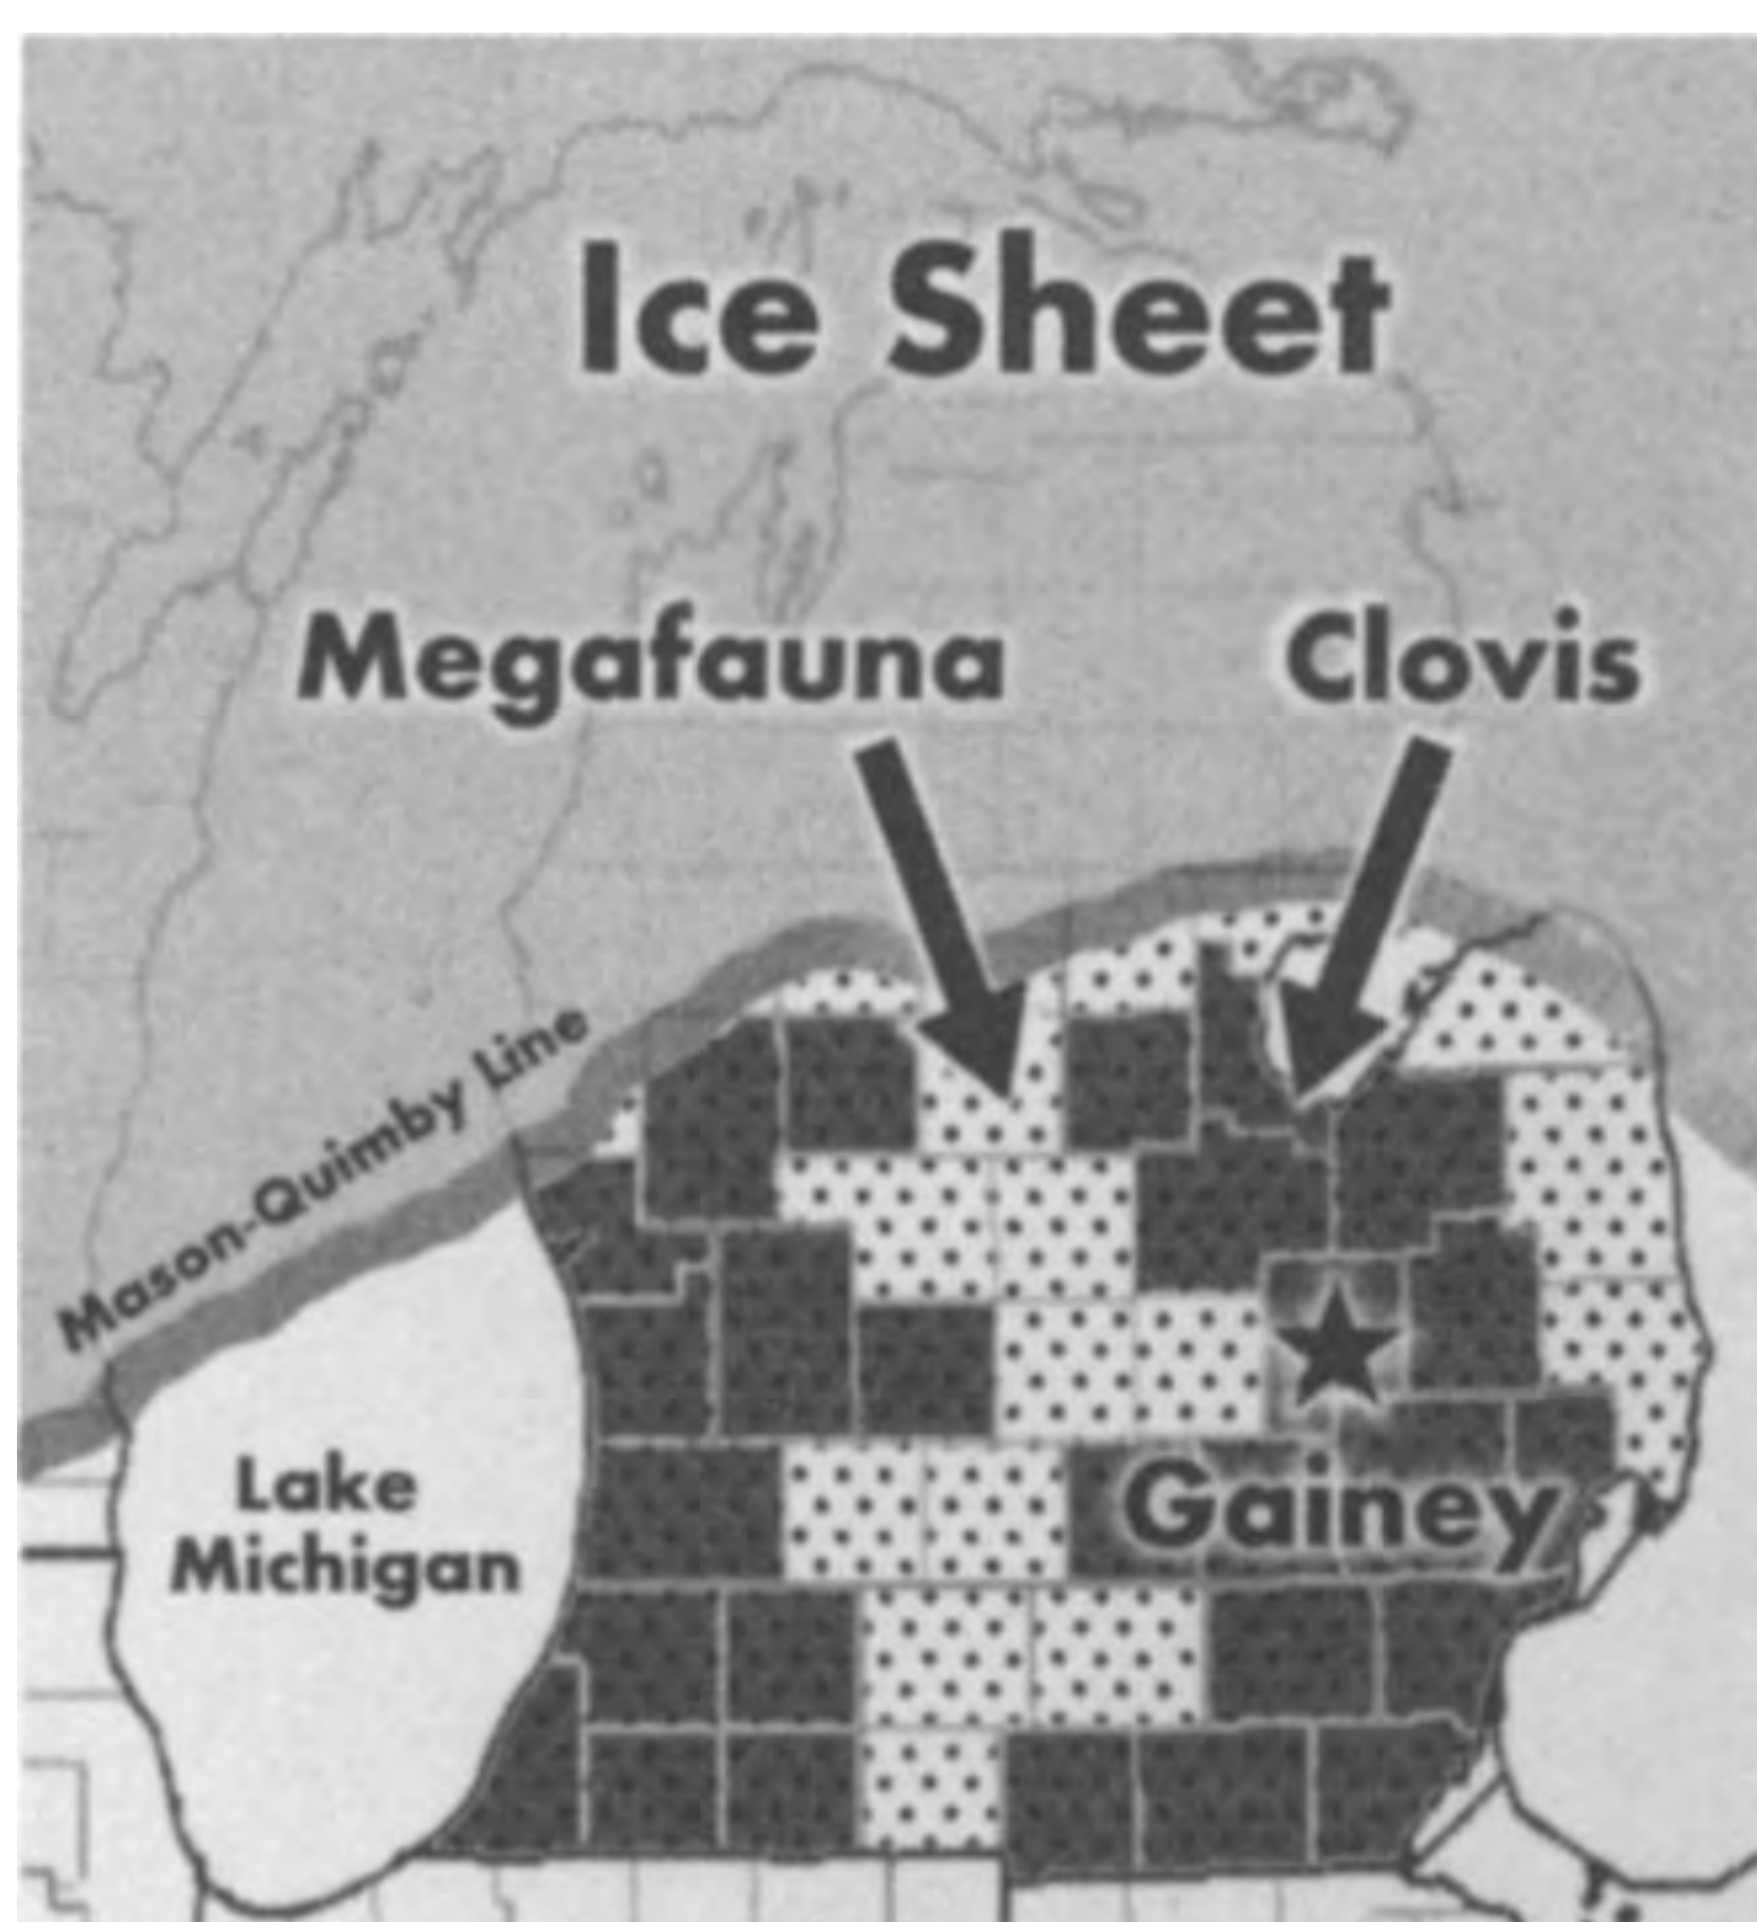 Ice Sheet
Megafauna
Clovis
Mason-Quimby Line
Lake
Michigan
Gainey